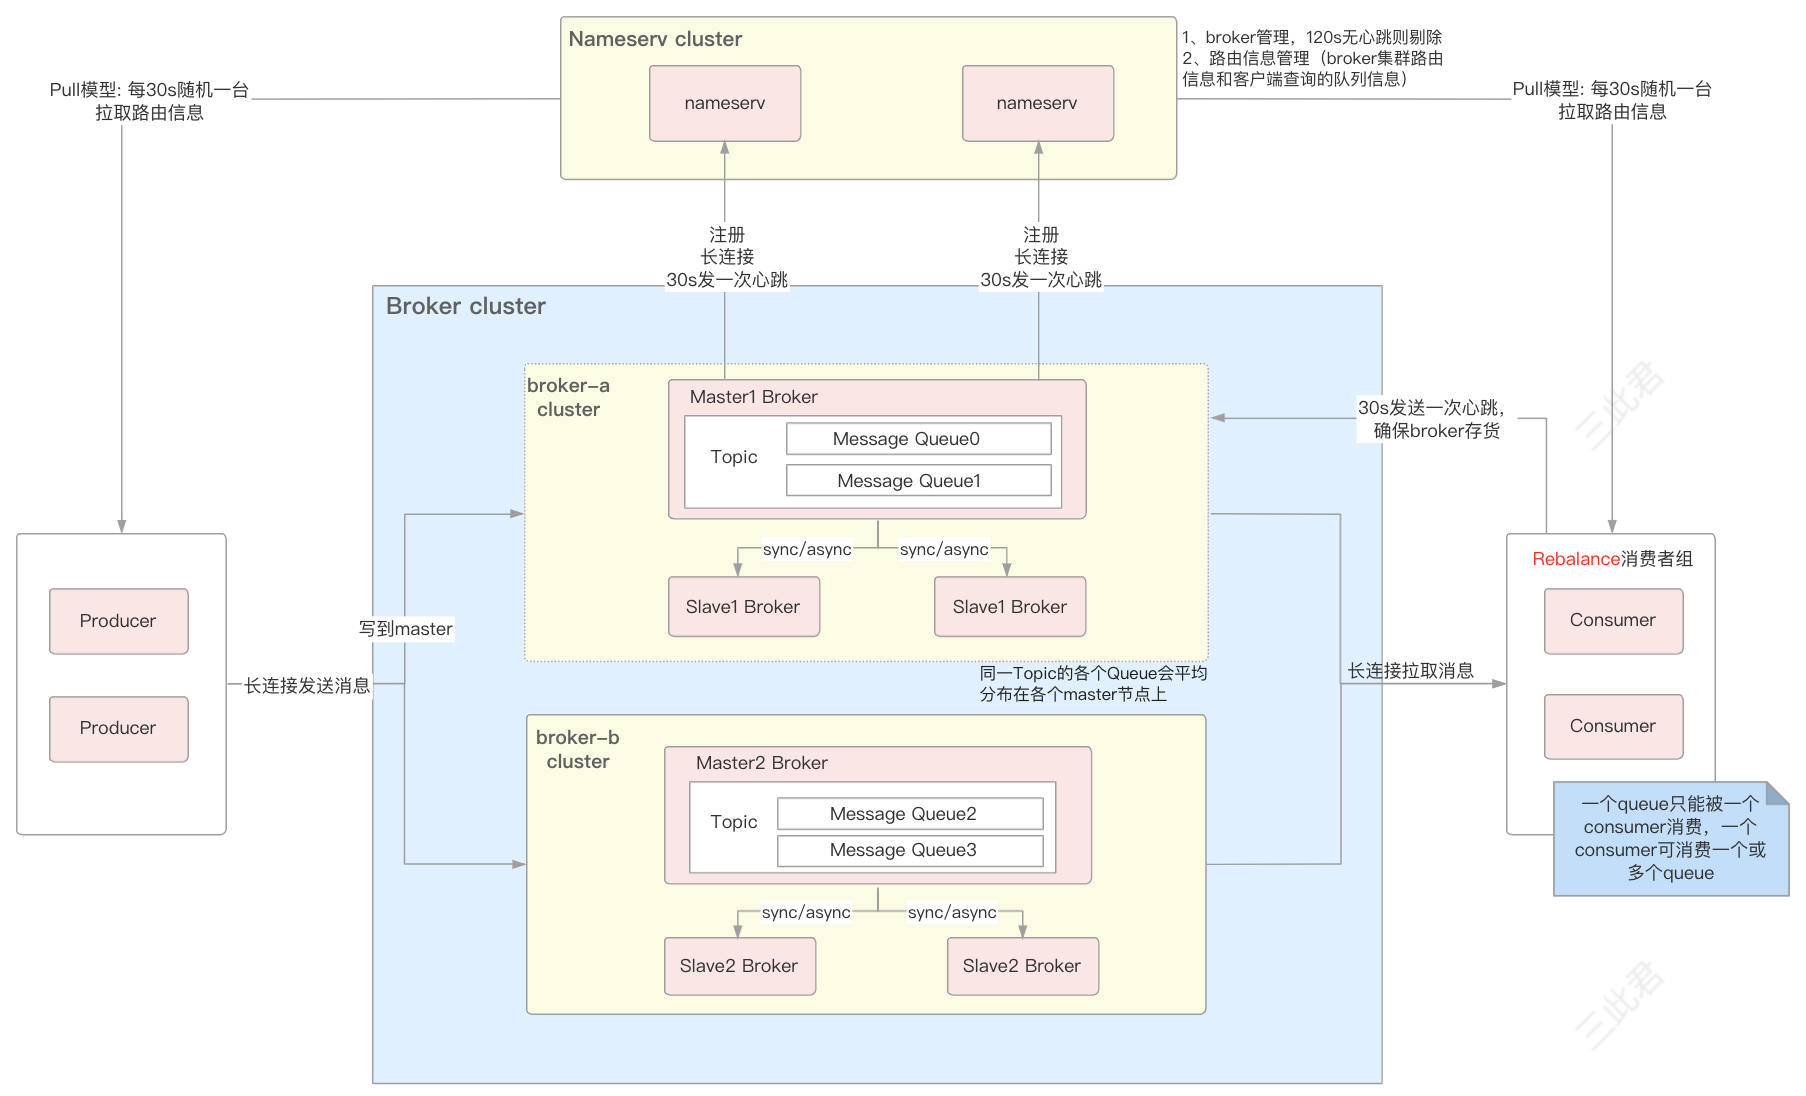 Nameserv cluster
nameserv
nameserv
1、broker管理，120s无心跳则剔除
2、路由信息管理（broker集群路由
信息和客户端查询的队列信息）
Pull模型: 每30s随机一台
拉取路由信息
Pull模型: 每30s随机一台
拉取路由信息
注册
长连接
30s发一次心跳
注册
长连接
30s发一次心跳
Broker cluster
broker-a
cluster
Master1 Broker
Topic
Message Queue0
Message Queue1
sync/async
sync/async
Slave1 Broker
Slave1 Broker
30s发送一次心跳，
确保broker存货
三此君
Producer
Producer
写到master
长连接发送消息
同一Topic的各个Queue会平均
分布在各个master节点上
长连接拉取消息
Rebalance消费者组
Consumer
Consumer
一个queue只能被一个
consumer消费，一个
consumer可消费一个或
多个queue
broker-b
cluster
Master2 Broker
Topic
Message Queue2
Message Queue3
sync/async
sync/async
Slave2 Broker
Slave2 Broker
三此君